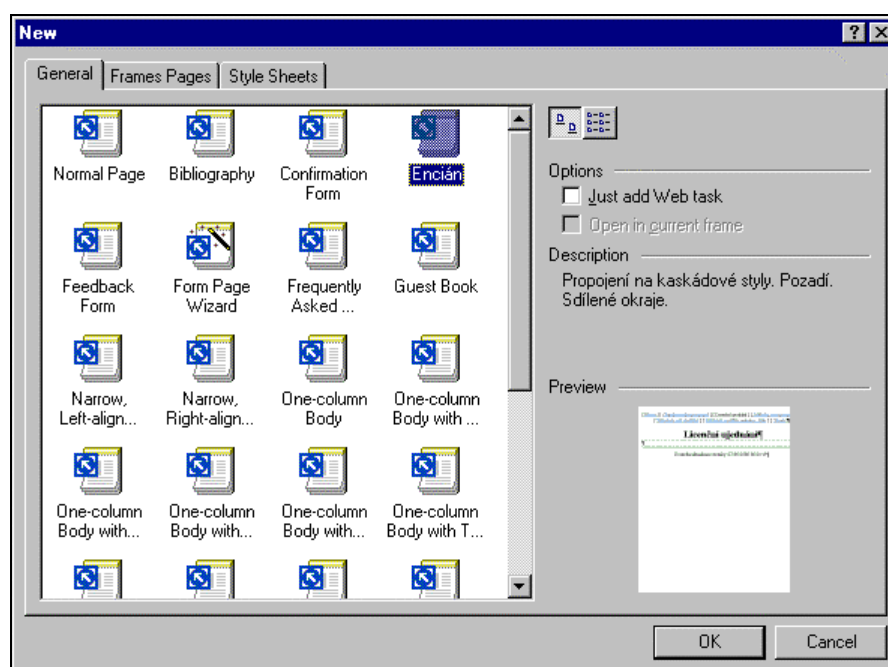 New
General Frames Pages Style Sheets
Normal Page Bibliography Confirmation Form Encián
Feedback Form Form Page Wizard Frequently Asked ... Guest Book
Narrow, Left-align... Narrow, Right-align... One-column Body One-column Body with ...
One-column Body with... One-column Body with... One-column Body with... One-column Body with T...
Options
Just add Web task
Open in current frame
Description
Propojení na kaskádové styly. Pozadí.
Sdílené okraje.
Preview
Licenční ujednání¶
OK Cancel